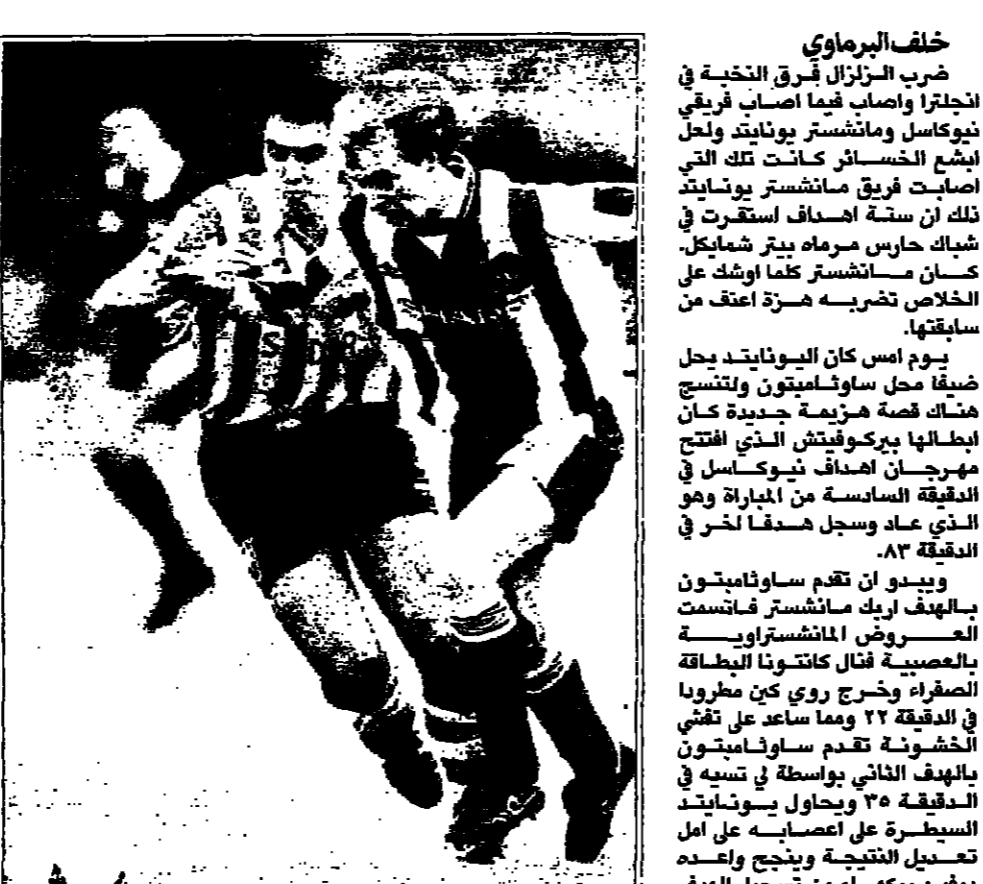 خلف البرماوي
ضرب الزلزال فرق النخبة في
انجلترا واصاب فيما اصاب فريقي
نيوكاسل ومانشستر يونايتد ولعل
ابشع الخسائر كانت تلك التي
اصابت فريق مانشستر يونايتد
ذلك ان ستة اهداف استقرت في
شباك حارس مرماه بيتر شمايكل.
كان مانشستر كلما اوشك على
الخلاص تضربه هزة اعنف من
سابقتها.
يوم امس كان اليونايتد يحل
ضيفا محل ساوثامبتون ولتنسج
هناك قصة هزيمة جديدة كان
ابطالها بيركوفيتش الذي افتتح
مهرجان اهداف نيوكاسل في
الدقيقة السادسة من المباراة وهو
الذي عاد وسجل هدفا اخر في
الدقيقة ٨٣.
ويبدو ان تقدم ساوثامبتون
بالهدف اربك مانشستر فاتسمت
العروض المانشستراوية
بالعصبية فنال كانتونا البطاقة
الصفراء وخرج روي كين مطرودا
في الدقيقة ٢٢ ومما ساعد على تفشي
الخشونة تقدم ساوثامبتون
بالهدف الثاني بواسطة لي تسيه في
الدقيقة ٣٥ ويحاول يونايتد
السيطرة على اعصابه على امل
تعديل النتيجة وينجح واعده